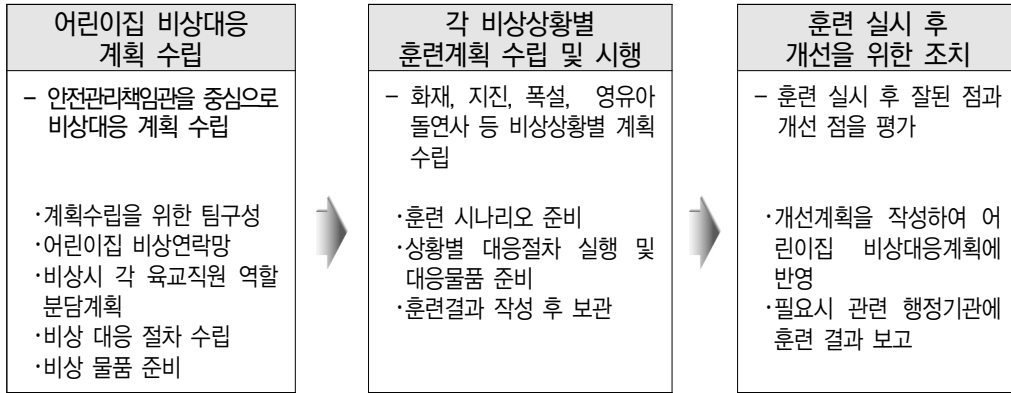 어린이집 비상대응
계획 수립
- 안전관리책임관을 중심으로
비상대응 계획 수립
·계획수립을 위한 팀구성
·어린이집 비상연락망
·비상시 각 육교직원 역할
분담계획
·비상 대응 절차 수립
·비상 물품 준비
각 비상상황별
훈련계획 수립 및 시행
- 화재, 지진, 폭설, 영유아
돌연사 등 비상상황별 계획
수립
·훈련 시나리오 준비
·상황별 대응절차 실행 및
대응물품 준비
·훈련결과 작성 후 보관
훈련 실시 후
개선을 위한 조치
- 훈련 실시 후 잘된 점과
개선 점을 평가
·개선계획을 작성하여 어
린이집 비상대응계획에
반영
·필요시 관련 행정기관에
훈련 결과 보고